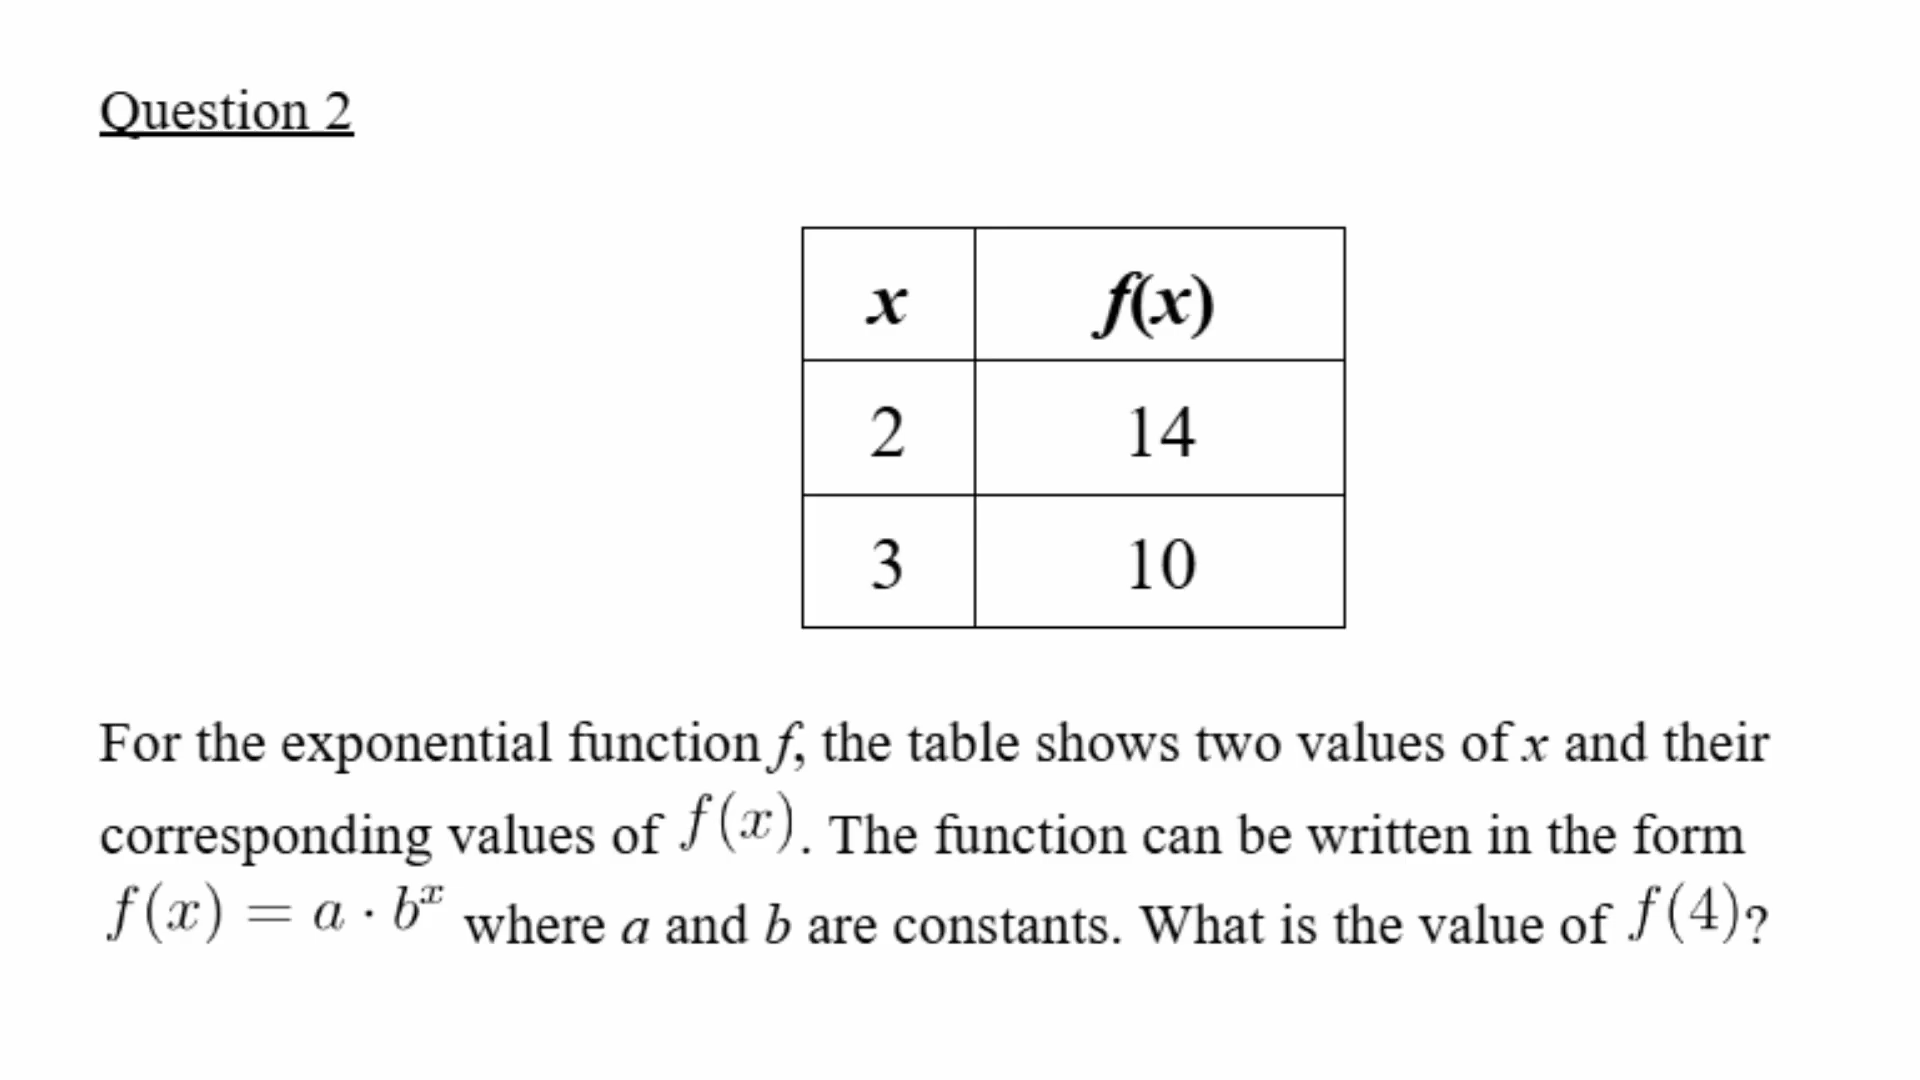 Question 2
x f(x)
2 14
3 10
For the exponential function f, the table shows two values of x and their
corresponding values of f(x). The function can be written in the form
f(x) = a · bˣ where a and b are constants. What is the value of f(4)?